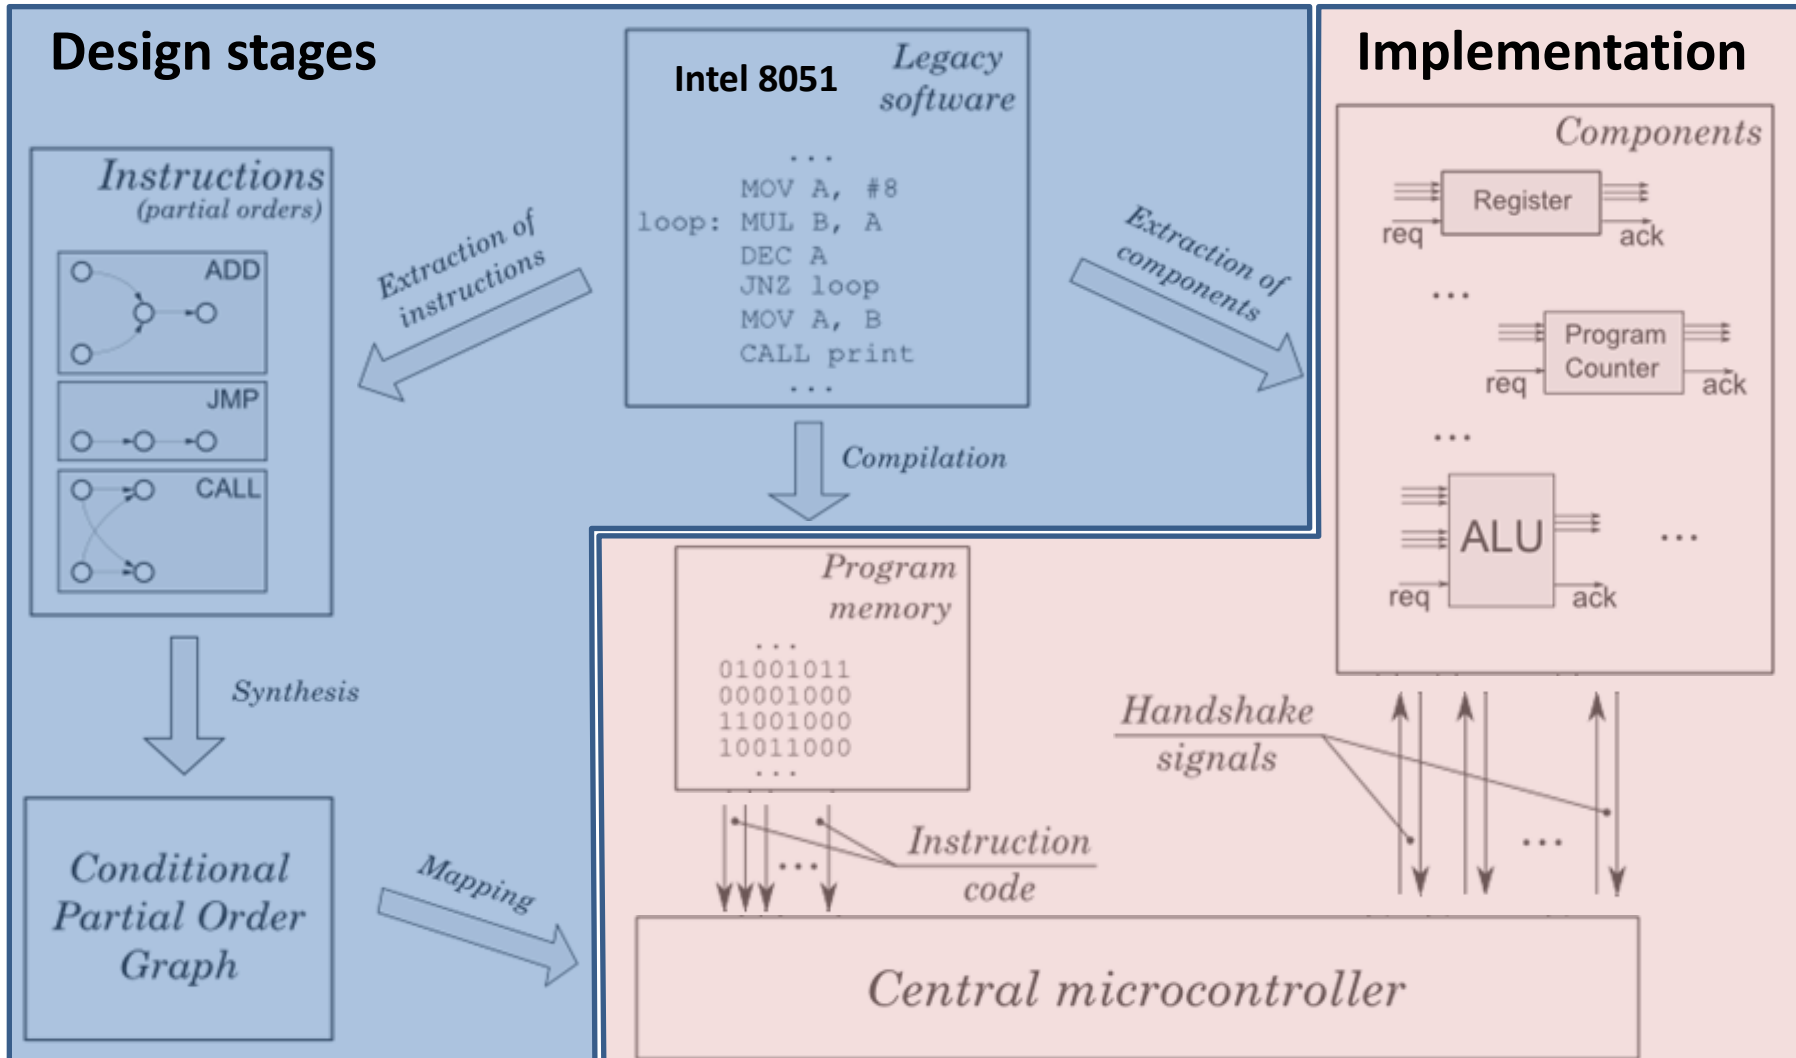 Design stages
Intel 8051
Legacy
software
...
MOV A, #8
loop: MUL B, A
DEC A
JNZ loop
MOV A, B
CALL print
...
Instructions
(partial orders)
ADD
JMP
CALL
Extraction of
instructions
Extraction of
components
Compilation
Synthesis
Conditional
Partial Order
Graph
Mapping
Implementation
Components
Register
req
ack
...
Program
Counter
req
ack
...
ALU
...
req
ack
Program
memory
...
01001011
00001000
11001000
10011000
...
Handshake
signals
...
Instruction
code
...
Central microcontroller